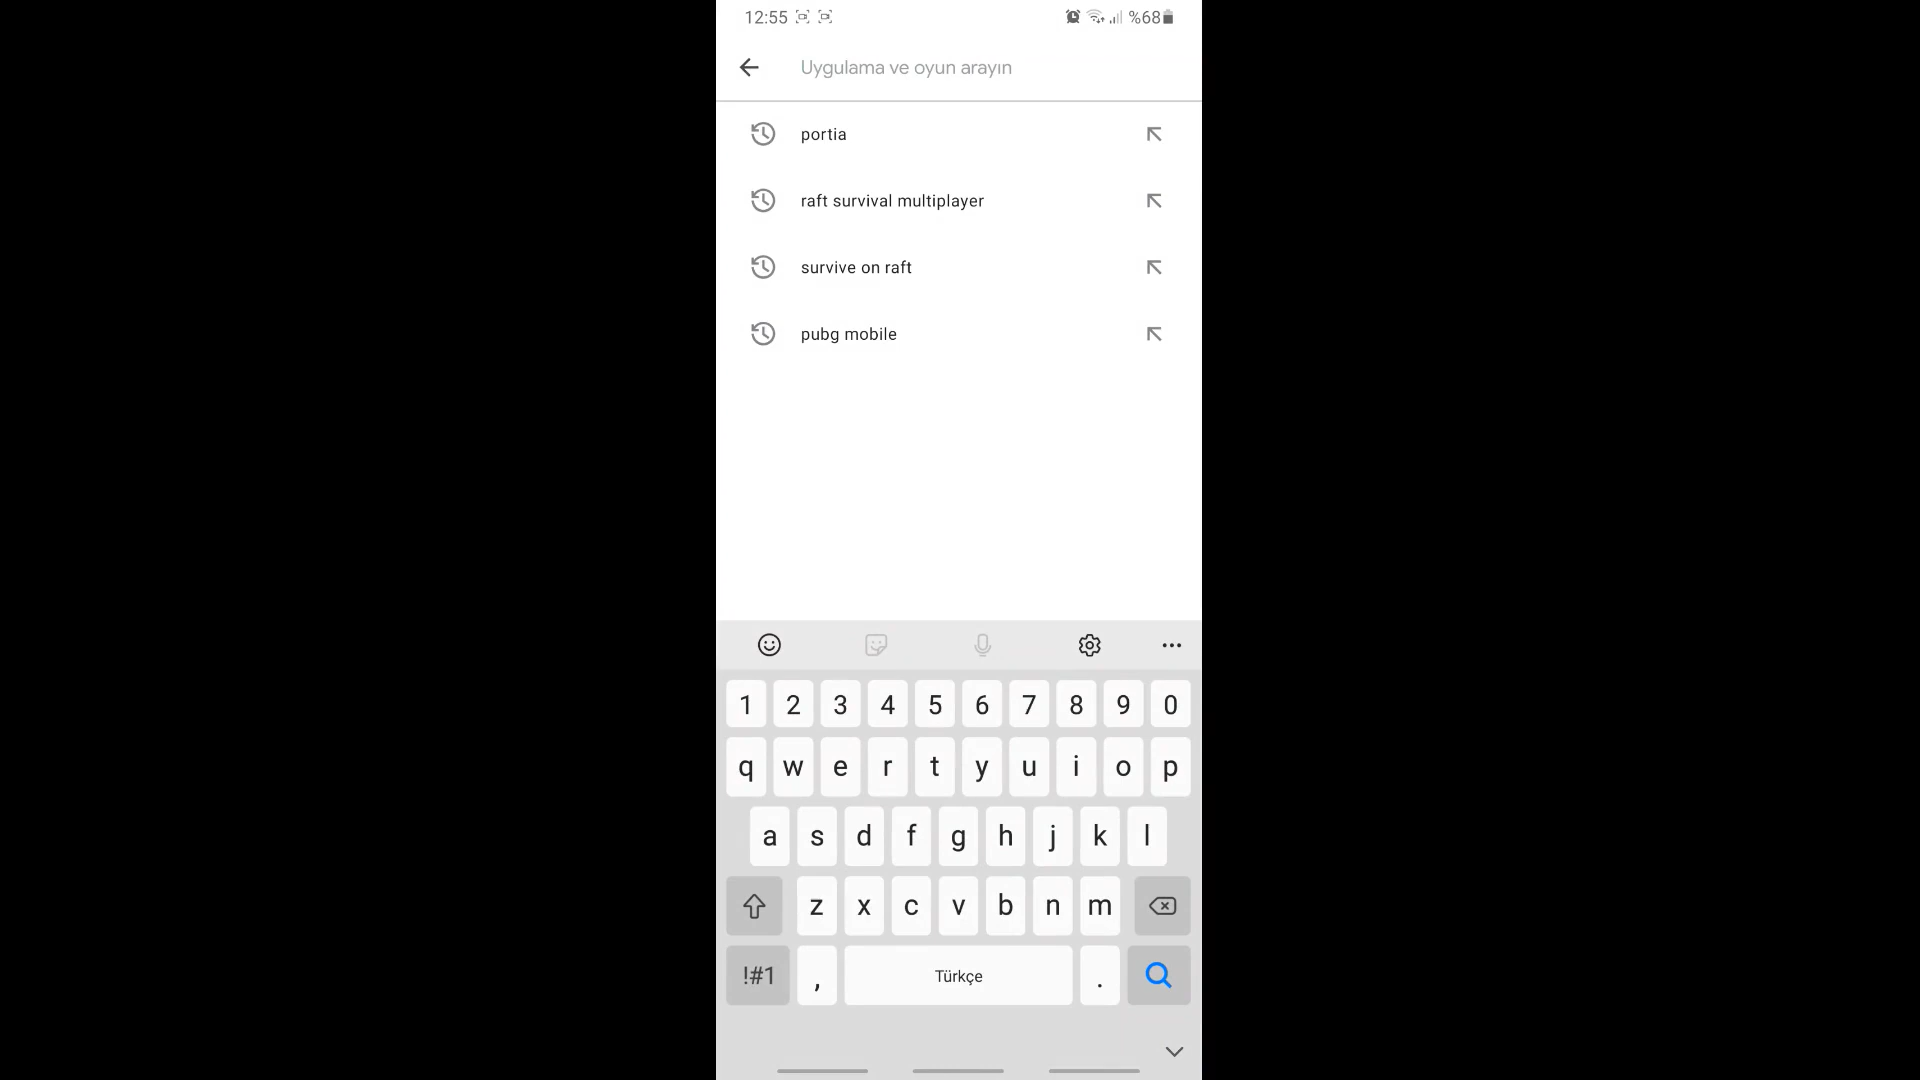 12:55 %68
Uygulama ve oyun arayın
portia
raft survival multiplayer
survive on raft
pubg mobile
1 2 3 4 5 6 7 8 9 0
q w e r t y u i o p
a s d f g h j k l
z x c v b n m
!#1 , Türkçe .